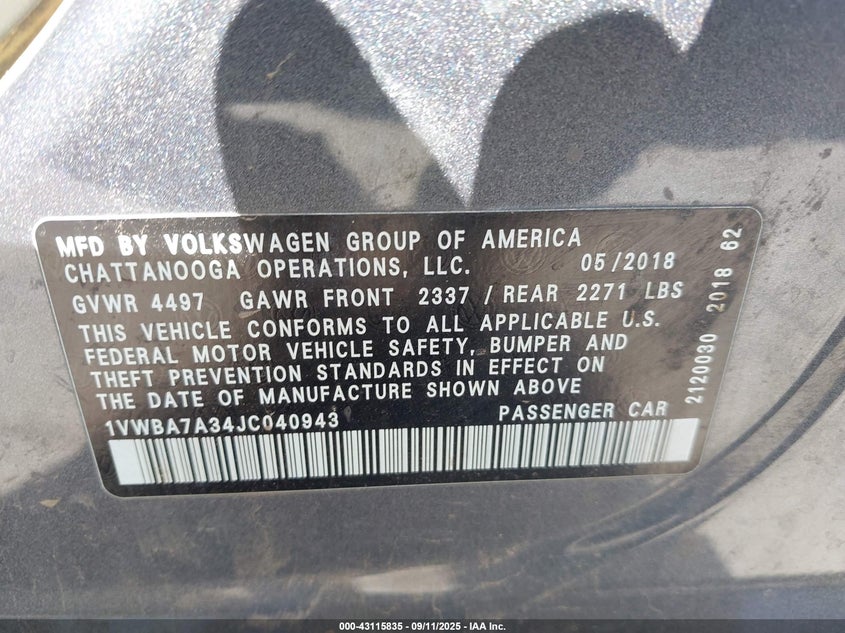 MFD BY VOLKSWAGEN GROUP OF AMERICA
CHATTANOOGA OPERATIONS, LLC. 05/2018
GVWR 4497 GAWR FRONT 2337 / REAR 2271 LBS
THIS VEHICLE CONFORMS TO ALL APPLICABLE U.S.
FEDERAL MOTOR VEHICLE SAFETY, BUMPER AND
THEFT PREVENTION STANDARDS IN EFFECT ON
THE DATE OF MANUFACTURE SHOWN ABOVE
1VWBA7A34JC040943 PASSENGER CAR
2120030 2018 62
000-43115835 - 09/11/2025 - IAA Inc.